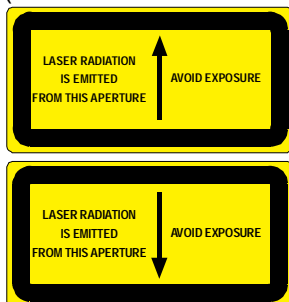 LASER RADIATION
IS EMITTED
FROM THIS APERTURE
AVOID EXPOSURE
LASER RADIATION
IS EMITTED
FROM THIS APERTURE
AVOID EXPOSURE